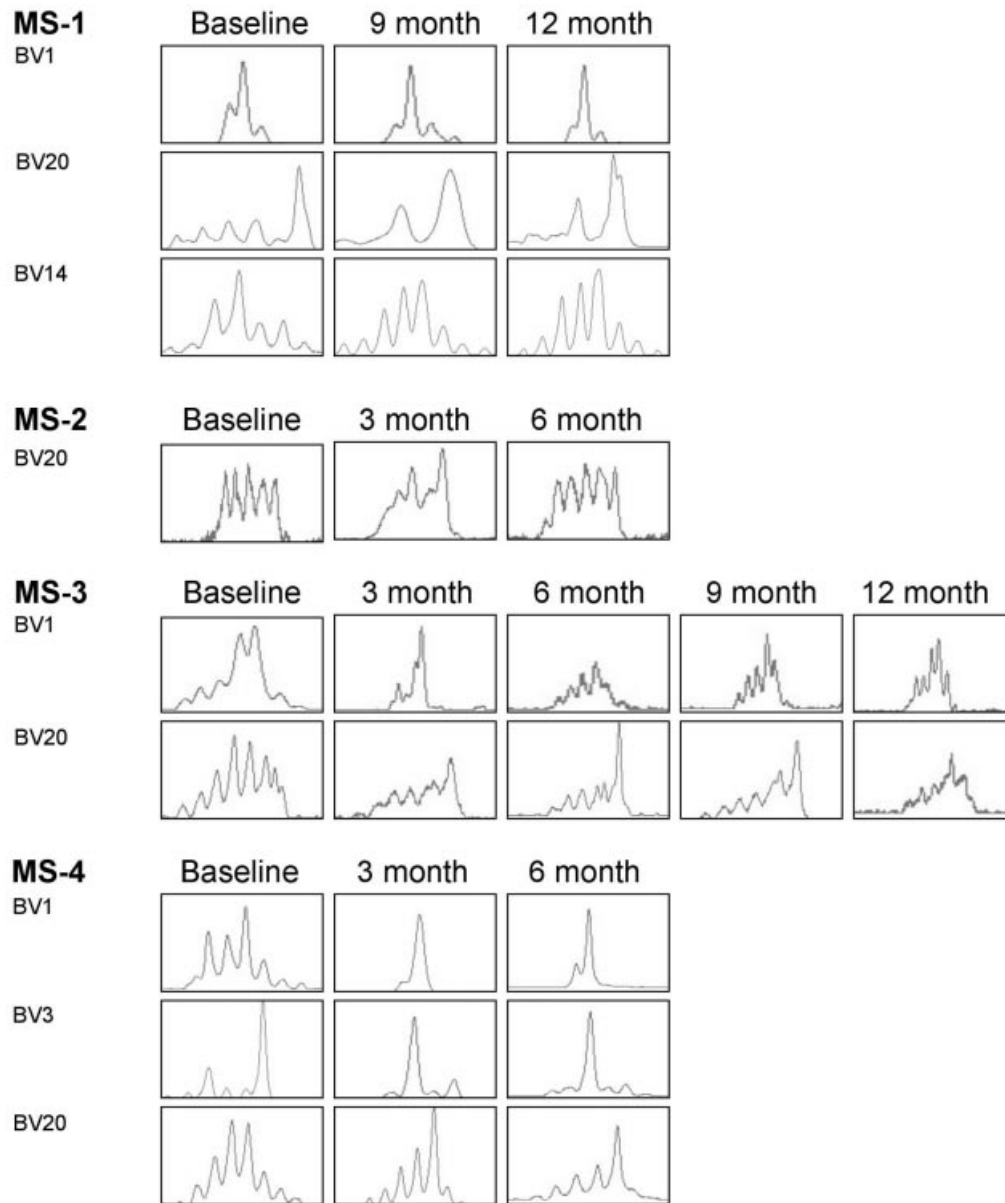 MS-1 Baseline 9 month 12 month
BV1
BV20
BV14
MS-2 Baseline 3 month 6 month
BV20
MS-3 Baseline 3 month 6 month 9 month 12 month
BV1
BV20
MS-4 Baseline 3 month 6 month
BV1
BV3
BV20